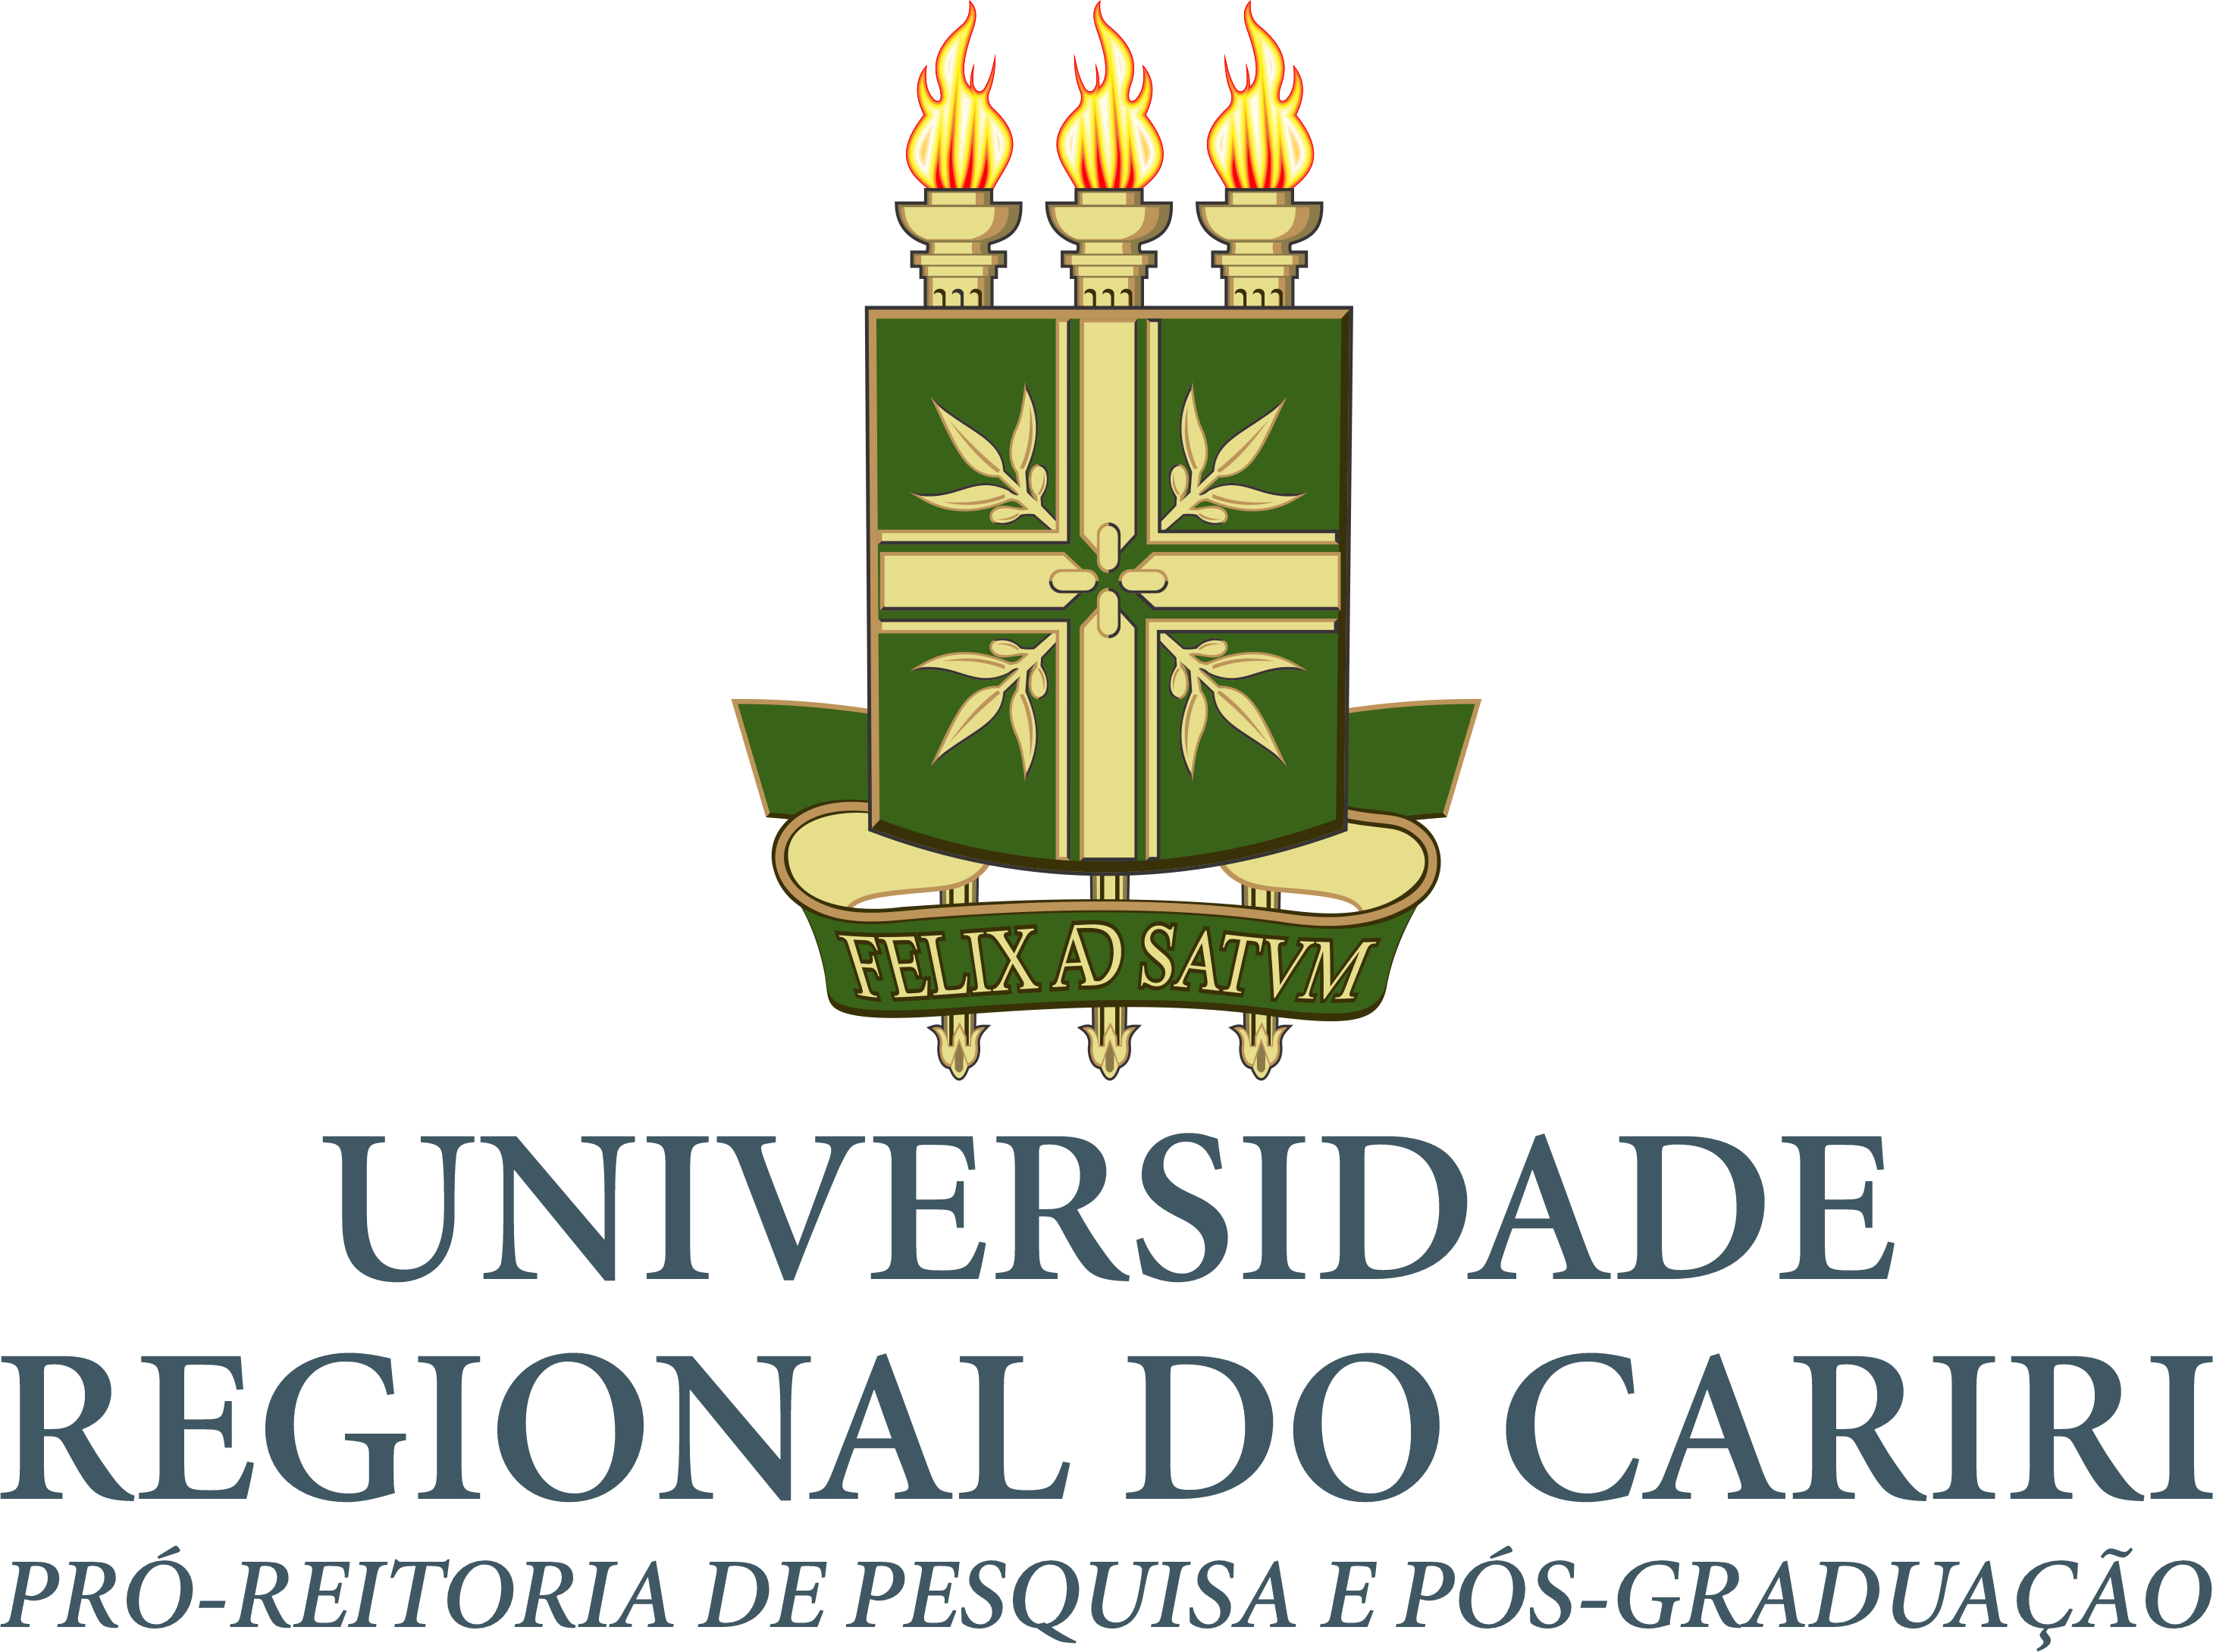 FELIX AD SATVM
UNIVERSIDADE
REGIONAL DO CARIRI
PRÓ-REITORIA DE PESQUISA E PÓS-GRADUAÇÃO